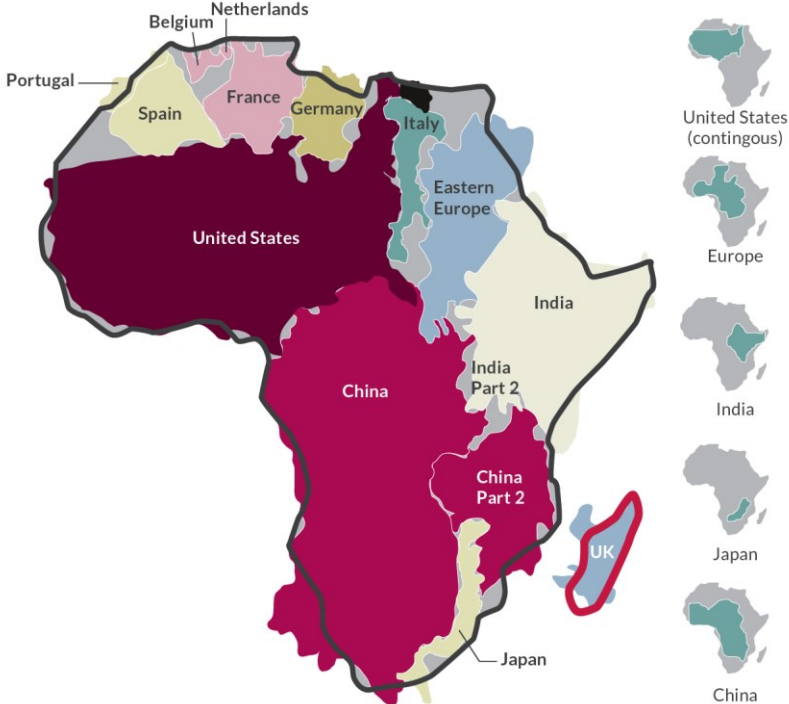 Netherlands
Belgium
Portugal
Spain
France
Germany
Italy
Eastern
Europe
United States
India
India
Part 2
China
China
Part 2
UK
Japan
United States
(contingous)
Europe
India
Japan
China